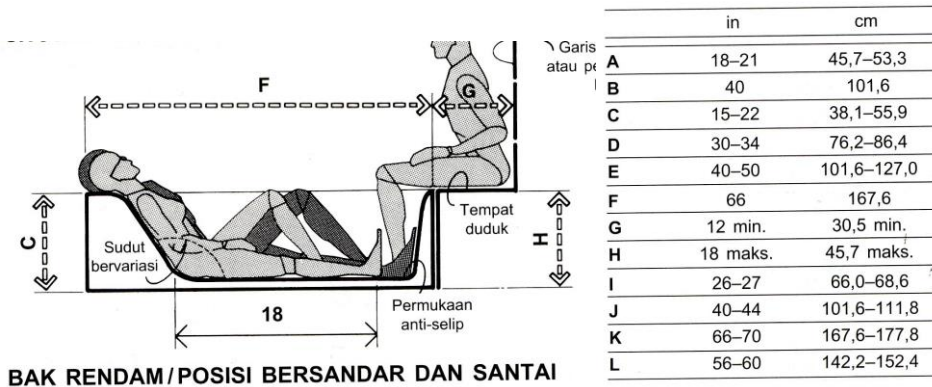 Garis
atau pe
F
G
C
H
Sudut
bervariasi
Tempat
duduk
Permukaan
anti-selip
18
BAK RENDAM/POSISI BERSANDAR DAN SANTAI
in cm
A 18–21 45,7–53,3
B 40 101,6
C 15–22 38,1–55,9
D 30–34 76,2–86,4
E 40–50 101,6–127,0
F 66 167,6
G 12 min. 30,5 min.
H 18 maks. 45,7 maks.
I 26–27 66,0–68,6
J 40–44 101,6–111,8
K 66–70 167,6–177,8
L 56–60 142,2–152,4